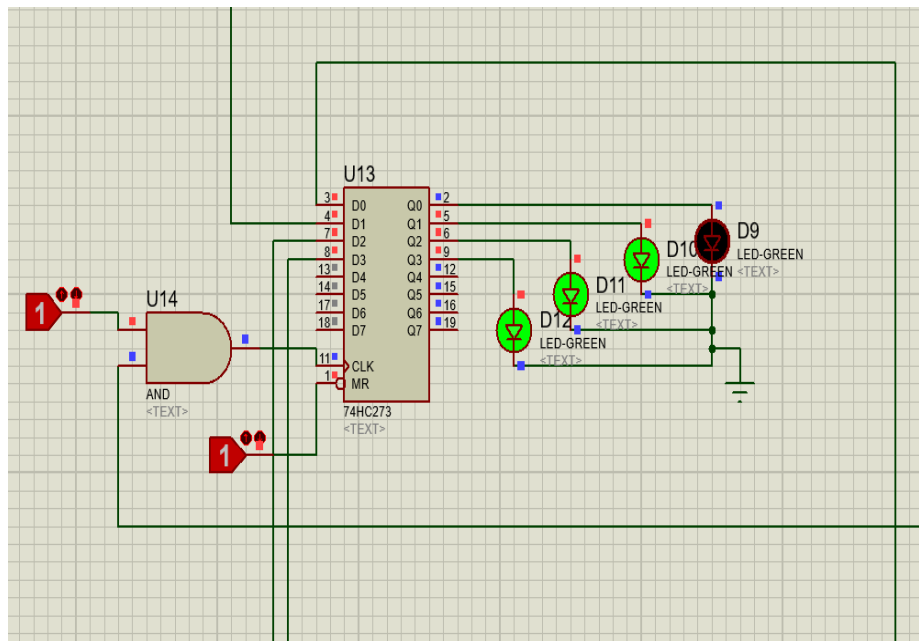 U13
3 D0 Q0 2
4 D1 Q1 5
7 D2 Q2 6
8 D3 Q3 9
13 D4 Q4 12
14 D5 Q5 15
17 D6 Q6 16
18 D7 Q7 19
11 CLK
1 MR
74HC273
<TEXT>
1
U14
AND
<TEXT>
1
D9
LED-GREEN
<TEXT>
D10
LED-GREEN
<TEXT>
D11
LED-GREEN
<TEXT>
D12
LED-GREEN
<TEXT>